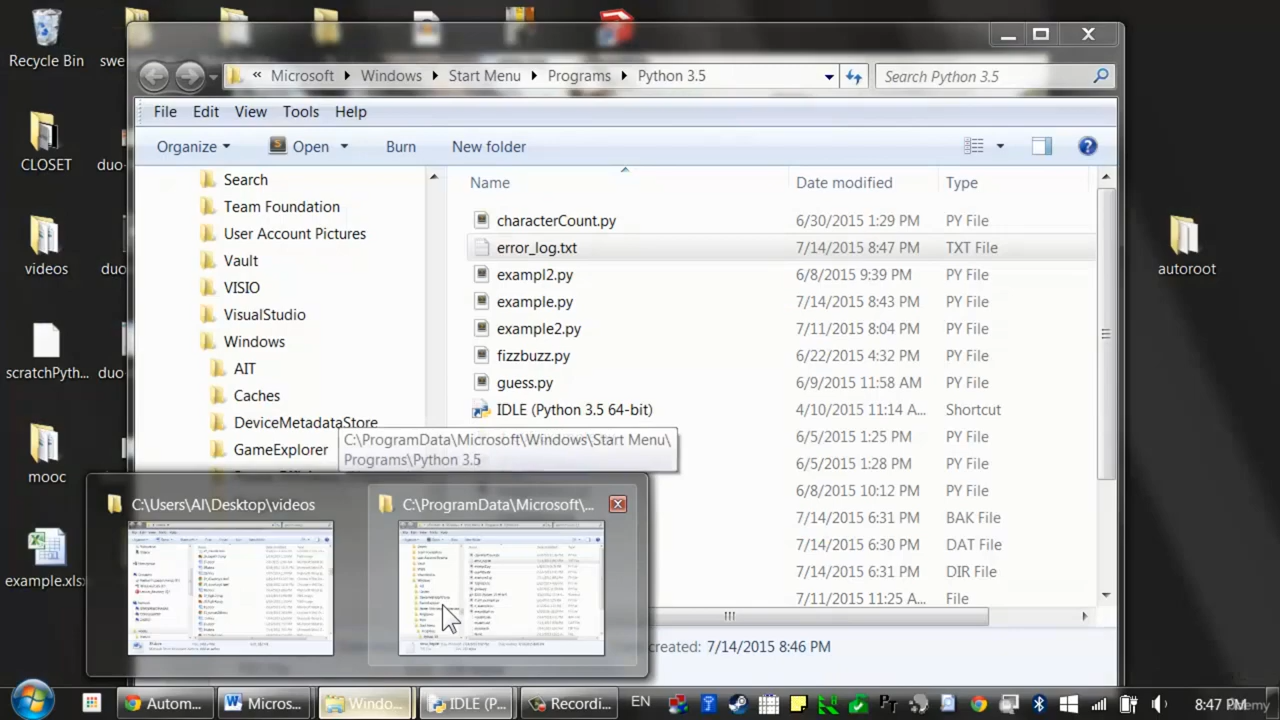 Recycle Bin
swe
CLOSET
duo-
videos
duo
scratchPyth...
duo
mooc
example.xlsx
autoroot
« Microsoft Windows Start Menu Programs Python 3.5
Search Python 3.5
File Edit View Tools Help
Organize Open Burn New folder
Search
Team Foundation
User Account Pictures
Vault
VISIO
VisualStudio
Windows
AIT
Caches
DeviceMetadataStore
GameExplorer
Name Date modified Type
characterCount.py 6/30/2015 1:29 PM PY File
error_log.txt 7/14/2015 8:47 PM TXT File
exampl2.py 6/8/2015 9:39 PM PY File
example.py 7/14/2015 8:43 PM PY File
example2.py 7/11/2015 8:04 PM PY File
fizzbuzz.py 6/22/2015 4:32 PM PY File
guess.py 6/9/2015 11:58 AM PY File
IDLE (Python 3.5 64-bit) 4/10/2015 11:14 A... Shortcut
6/5/2015 1:25 PM PY File
6/5/2015 1:28 PM PY File
6/8/2015 10:12 PM PY File
7/14/2015 6:31 PM BAK File
7/14/2015 6:30 PM DAT File
7/14/2015 6:31 PM DIR File
7/11/2015 11:25 A... File
C:\ProgramData\Microsoft\Windows\Start Menu\
Programs\Python 3.5
C:\Users\Al\Desktop\videos
C:\ProgramData\Microsoft\...
created: 7/14/2015 8:46 PM
Autom...
Micros...
Windo...
IDLE (P...
Recordi...
EN
8:47 PM
Udemy